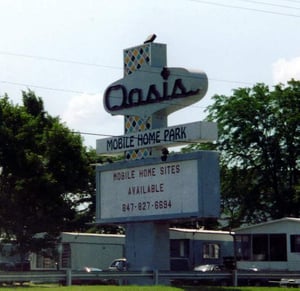 Oasis
MOBILE HOME PARK
MOBILE HOME SITES
AVAILABLE
847-827-6694